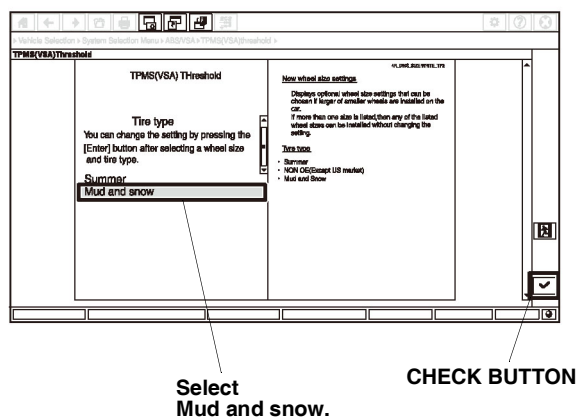 › Vehicle Selection › System Selection Menu › ABS/VSA › TPMS(VSA)threshold ›
TPMS(VSA)Threshold
TPMS(VSA) THreshold
Tire type
You can change the setting by pressing the
[Enter] button after selecting a wheel size
and tire type.
Summer
Mud and snow
Now wheel size settings
Displays optional wheel size settings that can be
chosen if larger of amaller wheels are installed on the
car.
If more than one size is listed,then any of the listed
wheel sizes can be installed without changing the
setting.
Tyre type
・ Summer
・ NON OE(Except US market)
・ Mud and Snow
Select
Mud and snow.
CHECK BUTTON